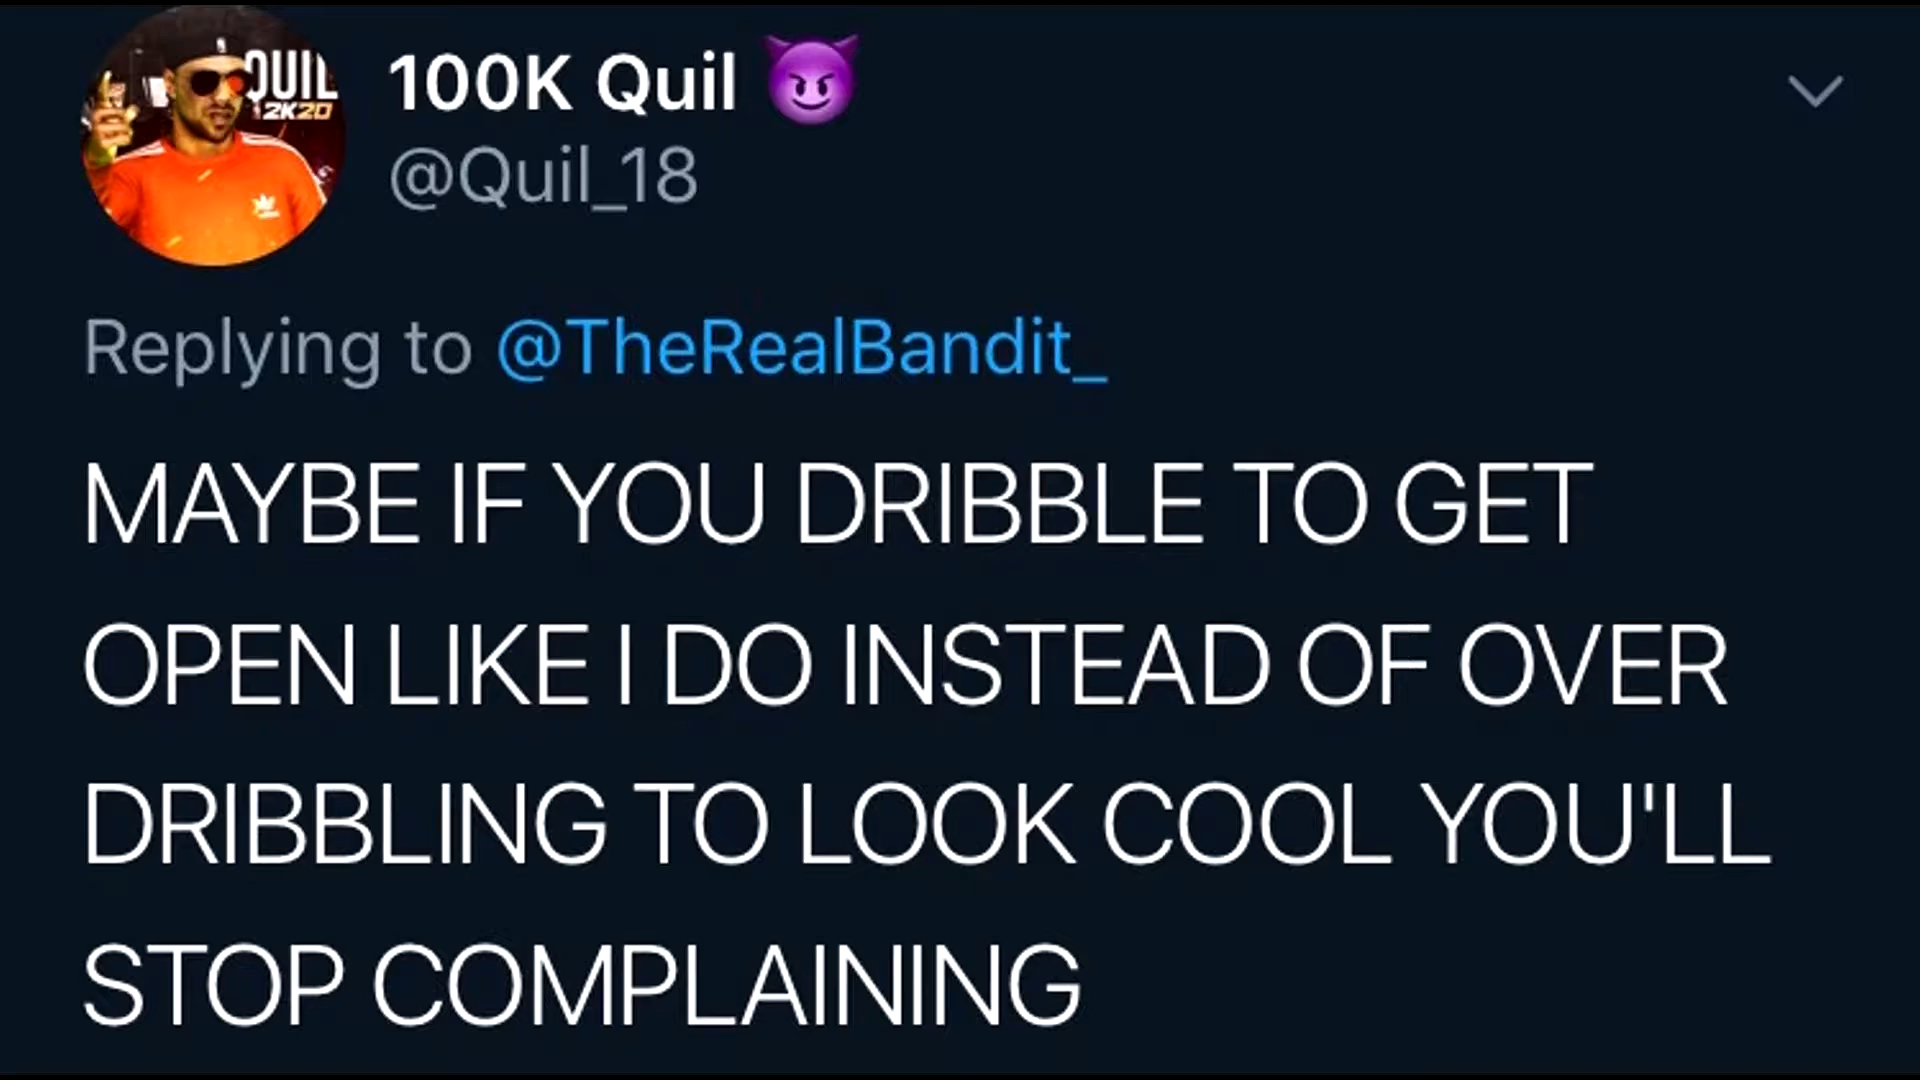 QUIL
2K20
100K Quil 😈
@Quil_18
Replying to @TheRealBandit_
MAYBE IF YOU DRIBBLE TO GET
OPEN LIKE I DO INSTEAD OF OVER
DRIBBLING TO LOOK COOL YOU'LL
STOP COMPLAINING